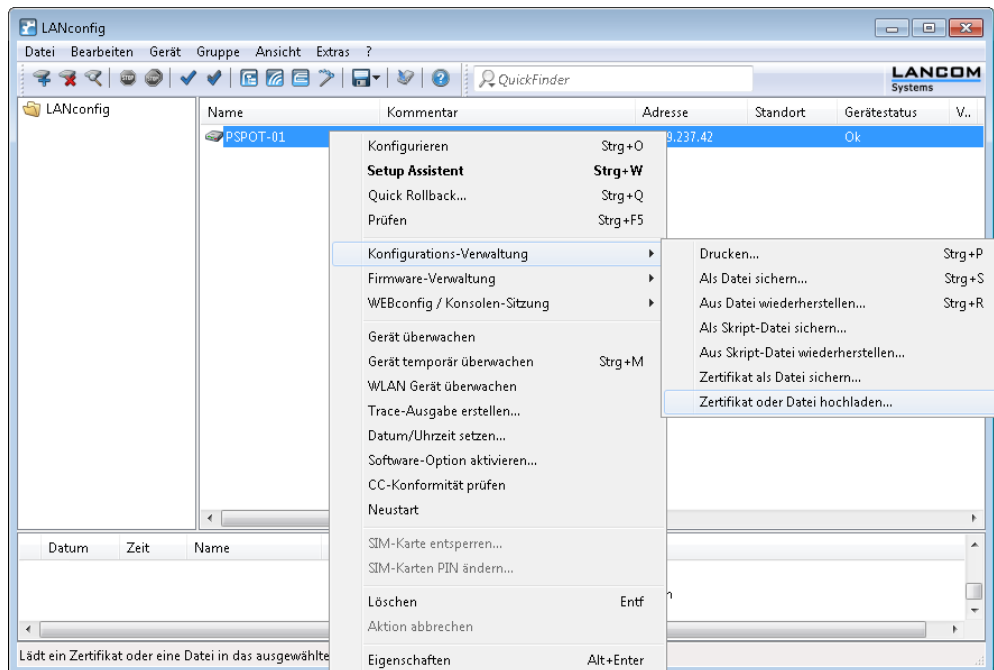 LANconfig
Datei Bearbeiten Gerät Gruppe Ansicht Extras ?
QuickFinder
LANCOM
Systems
LANconfig
Name Kommentar Adresse Standort Gerätestatus V..
PSPOT-01 9.237.42 Ok
Konfigurieren Strg+O
Setup Assistent Strg+W
Quick Rollback... Strg+Q
Prüfen Strg+F5
Konfigurations-Verwaltung
Firmware-Verwaltung
WEBconfig / Konsolen-Sitzung
Gerät überwachen
Gerät temporär überwachen Strg+M
WLAN Gerät überwachen
Trace-Ausgabe erstellen...
Datum/Uhrzeit setzen...
Software-Option aktivieren...
CC-Konformität prüfen
Neustart
SIM-Karte entsperren...
SIM-Karten PIN ändern...
Löschen Entf
Aktion abbrechen
Eigenschaften Alt+Enter
Drucken... Strg+P
Als Datei sichern... Strg+S
Aus Datei wiederherstellen... Strg+R
Als Skript-Datei sichern...
Aus Skript-Datei wiederherstellen...
Zertifikat als Datei sichern...
Zertifikat oder Datei hochladen...
Datum Zeit Name
Lädt ein Zertifikat oder eine Datei in das ausgewählte